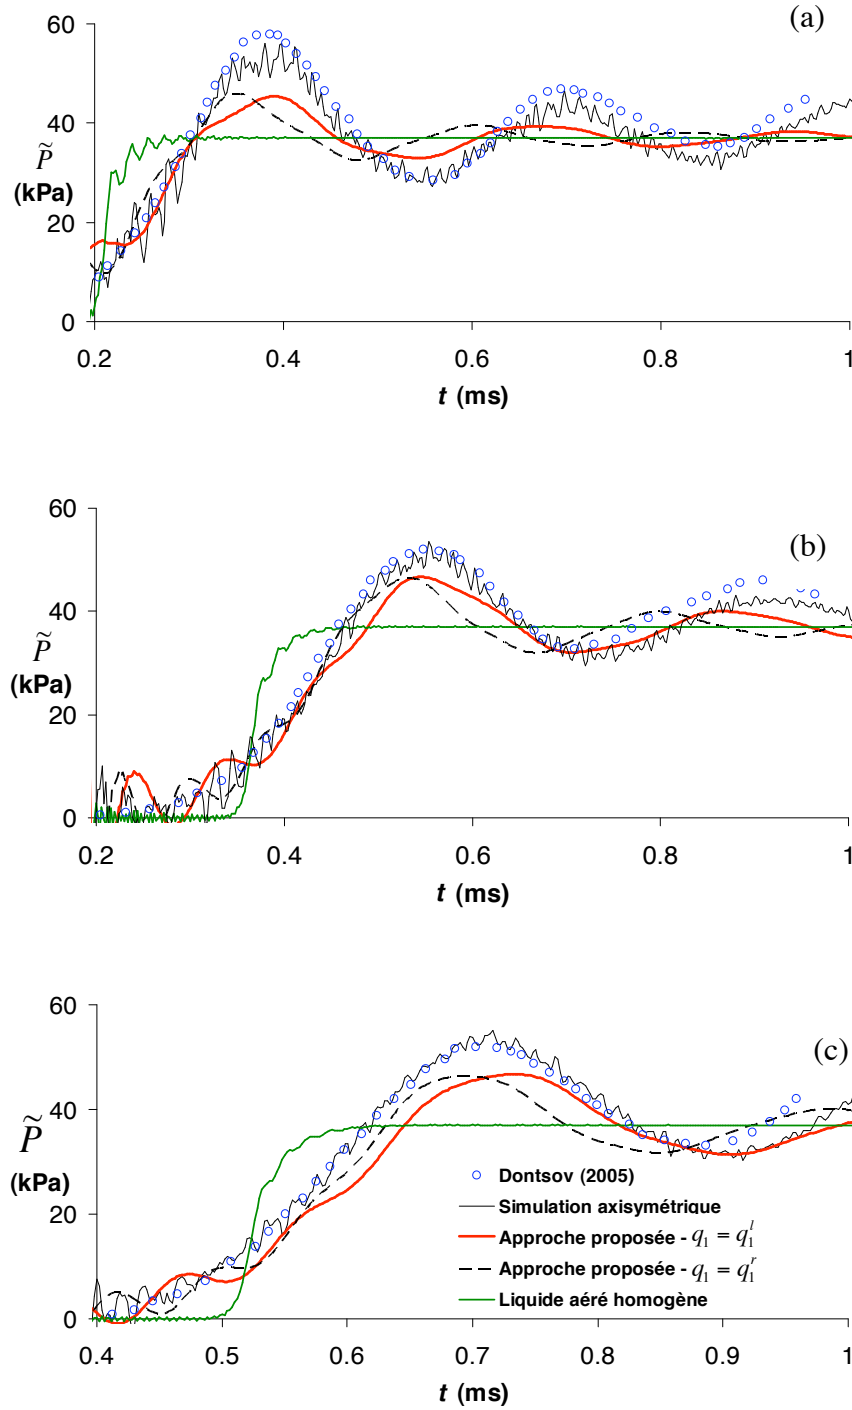 (a)
60
40
P̃
(kPa)
20
0
0.2 0.4 0.6 0.8 1
t (ms)
(b)
60
40
P̃
(kPa)
20
0
0.2 0.4 0.6 0.8 1
t (ms)
(c)
60
40
P̃
(kPa)
20
0
Dontsov (2005)
Simulation axisymétrique
Approche proposée - q₁ = q₁ˡ
Approche proposée - q₁ = q₁ʳ
Liquide aéré homogène
0.4 0.5 0.6 0.7 0.8 0.9 1
t (ms)